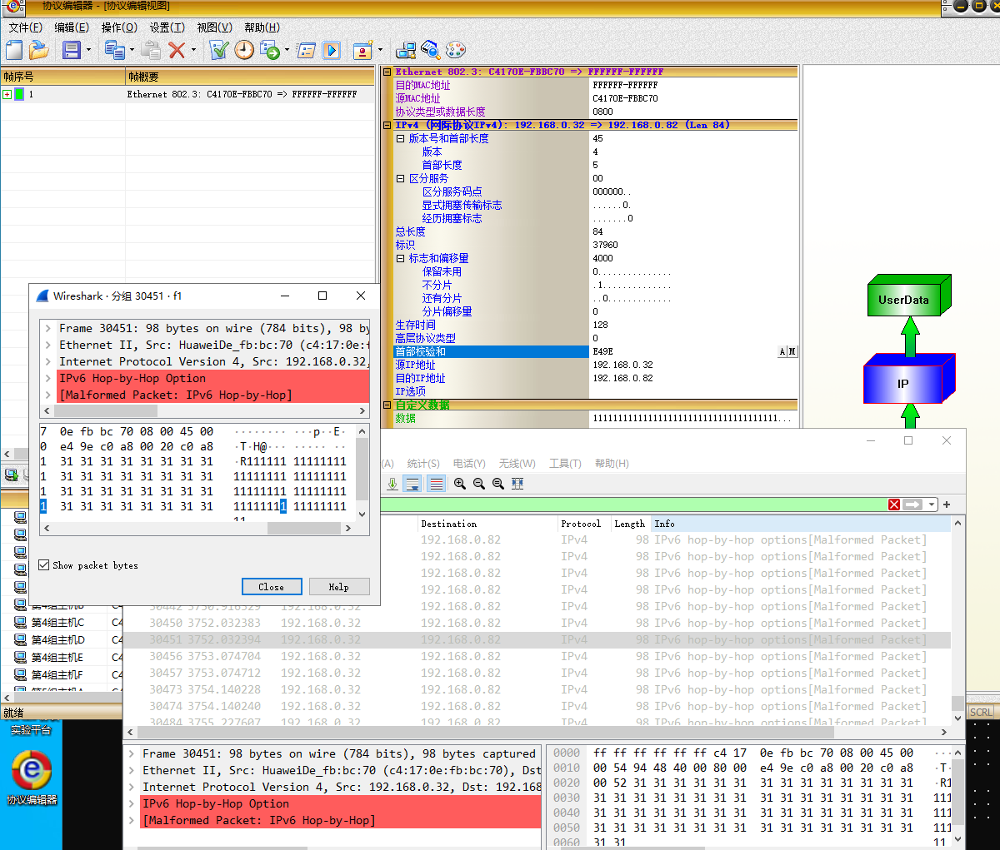 协议编辑器 - [协议编辑视图]
文件(F) 编辑(E) 操作(O) 设置(T) 视图(V) 帮助(H)
帧序号 帧概要
1 Ethernet 802.3: C4170E-FBBC70 => FFFFFF-FFFFFF
Ethernet 802.3: C4170E-FBBC70 => FFFFFF-FFFFFF
目的MAC地址 FFFFFF-FFFFFF
源MAC地址 C4170E-FBBC70
协议类型或数据长度 0800
IPv4 (网际协议IPv4): 192.168.0.32 => 192.168.0.82 (Len 84)
版本号和首部长度 45
版本 4
首部长度 5
区分服务 00
区分服务码点 000000..
显式拥塞传输标志 ......0.
经历拥塞标志 .......0
总长度 84
标识 37960
标志和偏移量 4000
保留未用 0...............
不分片 .1..............
还有分片 ..0.............
分片偏移量 0
生存时间 128
高层协议类型 0
首部校验和 E49E A M
源IP地址 192.168.0.32
目的IP地址 192.168.0.82
IP选项
自定义数据
数据 1111111111111111111111111111111111...
UserData
IP
Wireshark · 分组 30451 · f1
Frame 30451: 98 bytes on wire (784 bits), 98 by
Ethernet II, Src: HuaweiDe_fb:bc:70 (c4:17:0e:f
Internet Protocol Version 4, Src: 192.168.0.32,
IPv6 Hop-by-Hop Option
[Malformed Packet: IPv6 Hop-by-Hop]
7 0e fb bc 70 08 00 45 00 ········ ···p··E·
0 e4 9e c0 a8 00 20 c0 a8 ·T·H@··· ····· ··
1 31 31 31 31 31 31 31 31 ·R111111 11111111
1 31 31 31 31 31 31 31 31 11111111 11111111
1 31 31 31 31 31 31 31 31 11111111 11111111
1 31 31 31 31 31 31 31 31 11111111 11111111
11
Show packet bytes
Close Help
(A) 统计(S) 电话(Y) 无线(W) 工具(T) 帮助(H)
Destination Protocol Length Info
192.168.0.82 IPv4 98 IPv6 hop-by-hop options[Malformed Packet]
192.168.0.82 IPv4 98 IPv6 hop-by-hop options[Malformed Packet]
192.168.0.82 IPv4 98 IPv6 hop-by-hop options[Malformed Packet]
192.168.0.82 IPv4 98 IPv6 hop-by-hop options[Malformed Packet]
30442 3750.916329 192.168.0.32 192.168.0.82 IPv4 98 IPv6 hop-by-hop options[Malformed Packet]
30450 3752.032383 192.168.0.32 192.168.0.82 IPv4 98 IPv6 hop-by-hop options[Malformed Packet]
30451 3752.032394 192.168.0.32 192.168.0.82 IPv4 98 IPv6 hop-by-hop options[Malformed Packet]
30456 3753.074704 192.168.0.32 192.168.0.82 IPv4 98 IPv6 hop-by-hop options[Malformed Packet]
30457 3753.074712 192.168.0.32 192.168.0.82 IPv4 98 IPv6 hop-by-hop options[Malformed Packet]
30473 3754.140228 192.168.0.32 192.168.0.82 IPv4 98 IPv6 hop-by-hop options[Malformed Packet]
30474 3754.140240 192.168.0.32 192.168.0.82 IPv4 98 IPv6 hop-by-hop options[Malformed Packet]
30484 3755.227607 192.168.0.32 192.168.0.82 IPv4 98 IPv6 hop-by-hop options[Malformed Packet]
第4组主机B C4
第4组主机C C4
第4组主机D C4
第4组主机E C4
第4组主机F C4
第5组主机A C4
就绪
SCRL
实验平台
协议编辑器
Frame 30451: 98 bytes on wire (784 bits), 98 bytes captured
Ethernet II, Src: HuaweiDe_fb:bc:70 (c4:17:0e:fb:bc:70), Dst
Internet Protocol Version 4, Src: 192.168.0.32, Dst: 192.168
IPv6 Hop-by-Hop Option
[Malformed Packet: IPv6 Hop-by-Hop]
0000 ff ff ff ff ff ff c4 17 0e fb bc 70 08 00 45 00 ····
0010 00 54 94 48 40 00 80 00 e4 9e c0 a8 00 20 c0 a8 ·T·
0020 00 52 31 31 31 31 31 31 31 31 31 31 31 31 31 31 ·R1
0030 31 31 31 31 31 31 31 31 31 31 31 31 31 31 31 31 111
0040 31 31 31 31 31 31 31 31 31 31 31 31 31 31 31 31 111
0050 31 31 31 31 31 31 31 31 31 31 31 31 31 31 31 31 111
0060 31 31 11